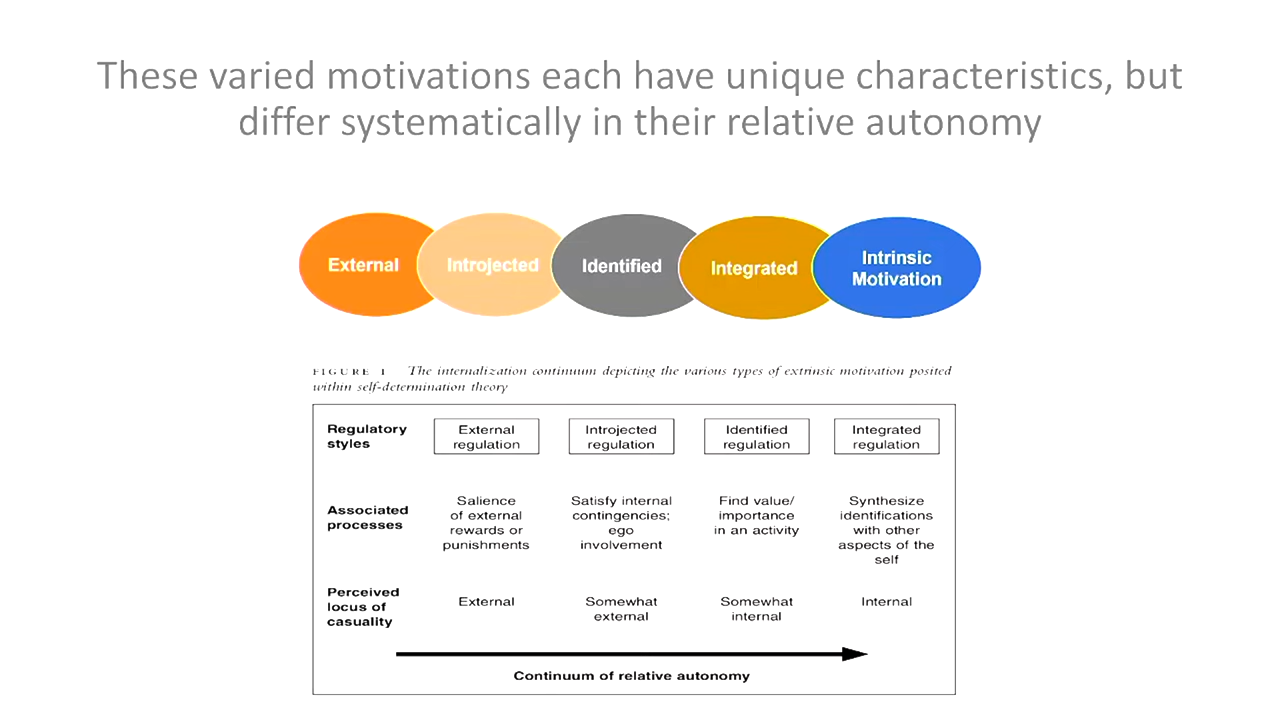 These varied motivations each have unique characteristics, but
differ systematically in their relative autonomy
External
Introjected
Identified
Integrated
Intrinsic
Motivation
FIGURE 1 The internalization continuum depicting the various types of extrinsic motivation posited
within self-determination theory
Regulatory
styles
External
regulation
Introjected
regulation
Identified
regulation
Integrated
regulation
Associated
processes
Salience
of external
rewards or
punishments
Satisfy internal
contingencies;
ego
involvement
Find value/
importance
in an activity
Synthesize
identifications
with other
aspects of the
self
Perceived
locus of
casuality
External
Somewhat
external
Somewhat
internal
Internal
Continuum of relative autonomy